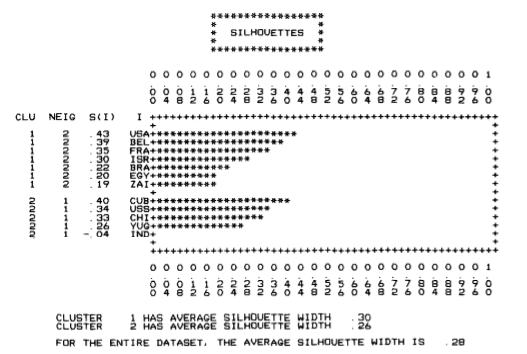 SILHOUETTES
0 0 0 0 0 0 0 0 0 0 0 0 0 0 0 0 0 0 0 0 0 0 0 0 0 1
. . . . . . . . . . . . . . . . . . . . . . . . . .
0 0 0 1 1 2 2 2 3 3 4 4 4 5 5 6 6 6 7 7 8 8 8 9 9 0
0 4 8 2 6 0 4 8 2 6 0 4 8 2 6 0 4 8 2 6 0 4 8 2 6 0
CLU NEIG S(I) I
1 2 .43 USA
1 2 .39 BEL
1 2 .35 FRA
1 2 .30 ISR
1 2 .22 BRA
1 2 .20 EGY
1 2 .19 ZAI
2 1 .40 CUB
2 1 .34 USS
2 1 .33 CHI
2 1 .26 YUG
2 1 -.04 IND
0 0 0 0 0 0 0 0 0 0 0 0 0 0 0 0 0 0 0 0 0 0 0 0 0 1
. . . . . . . . . . . . . . . . . . . . . . . . . .
0 0 0 1 1 2 2 2 3 3 4 4 4 5 5 6 6 6 7 7 8 8 8 9 9 0
0 4 8 2 6 0 4 8 2 6 0 4 8 2 6 0 4 8 2 6 0 4 8 2 6 0
CLUSTER 1 HAS AVERAGE SILHOUETTE WIDTH .30
CLUSTER 2 HAS AVERAGE SILHOUETTE WIDTH .26
FOR THE ENTIRE DATASET, THE AVERAGE SILHOUETTE WIDTH IS .28